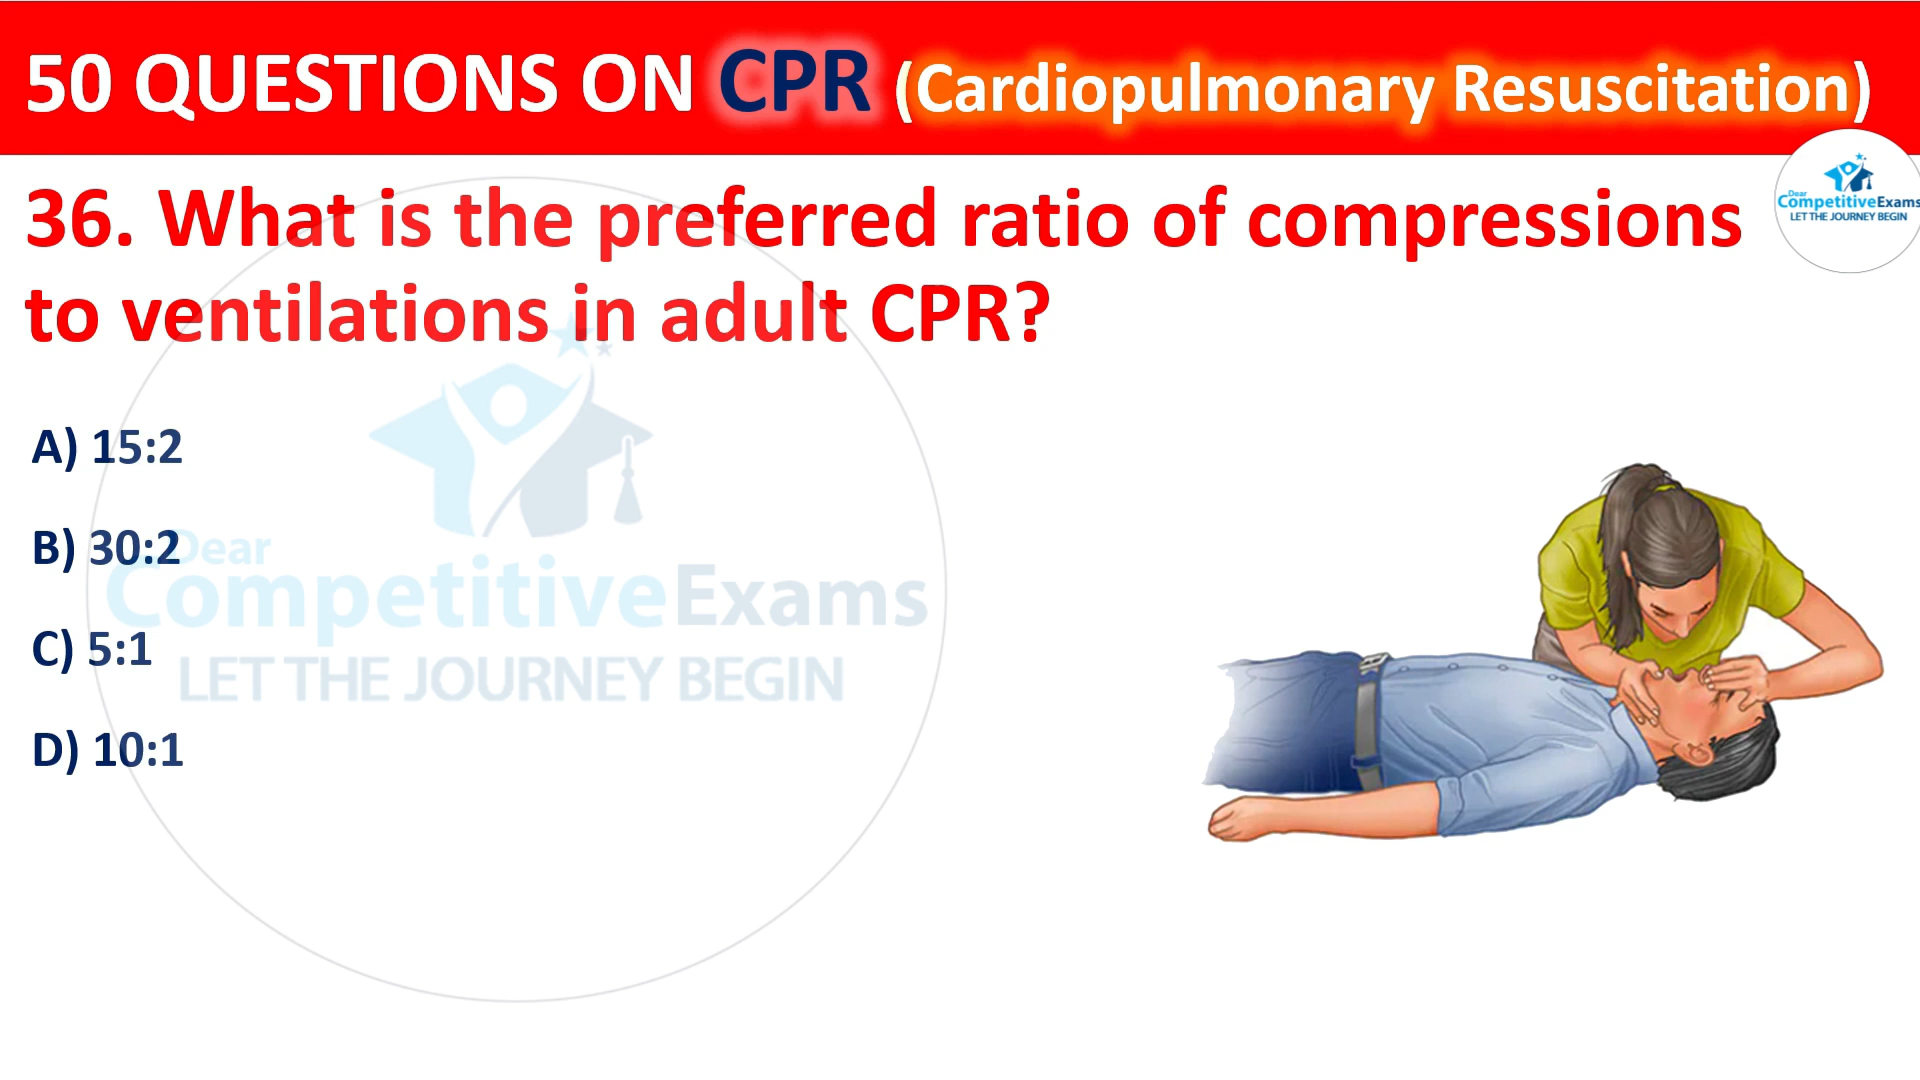 50 QUESTIONS ON CPR (Cardiopulmonary Resuscitation)
Dear
CompetitiveExams
LET THE JOURNEY BEGIN
36. What is the preferred ratio of compressions
to ventilations in adult CPR?
A) 15:2
B) 30:2
C) 5:1
D) 10:1
Dear
CompetitiveExams
LET THE JOURNEY BEGIN